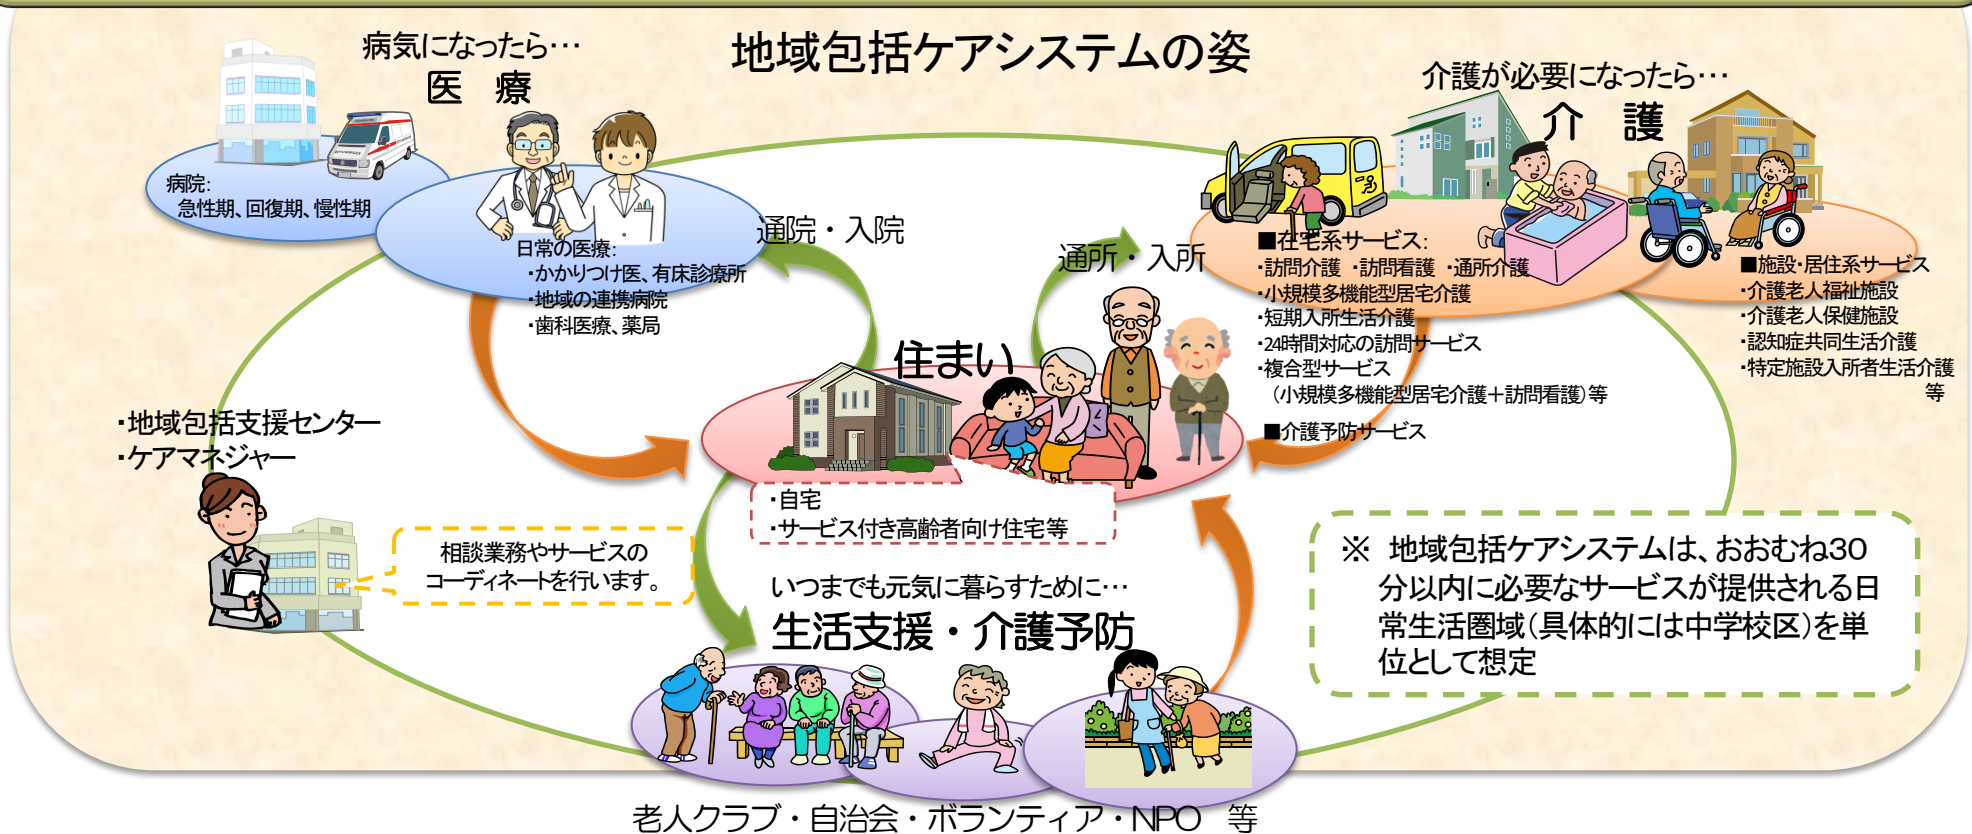 地域包括ケアシステムの姿
病気になったら…
医 療
病院:
急性期、回復期、慢性期
日常の医療:
・かかりつけ医、有床診療所
・地域の連携病院
・歯科医療、薬局
通院・入院
通所・入所
介護が必要になったら…
介 護
■在宅系サービス:
・訪問介護 ・訪問看護 ・通所介護
・小規模多機能型居宅介護
・短期入所生活介護
・24時間対応の訪問サービス
・複合型サービス
(小規模多機能型居宅介護+訪問看護)等
■介護予防サービス
■施設・居住系サービス
・介護老人福祉施設
・介護老人保健施設
・認知症共同生活介護
・特定施設入所者生活介護
等
住まい
・自宅
・サービス付き高齢者向け住宅等
・地域包括支援センター
・ケアマネジャー
相談業務やサービスの
コーディネートを行います。
いつまでも元気に暮らすために…
生活支援・介護予防
※ 地域包括ケアシステムは、おおむね30
分以内に必要なサービスが提供される日
常生活圏域(具体的には中学校区)を単
位として想定
老人クラブ・自治会・ボランティア・NPO 等